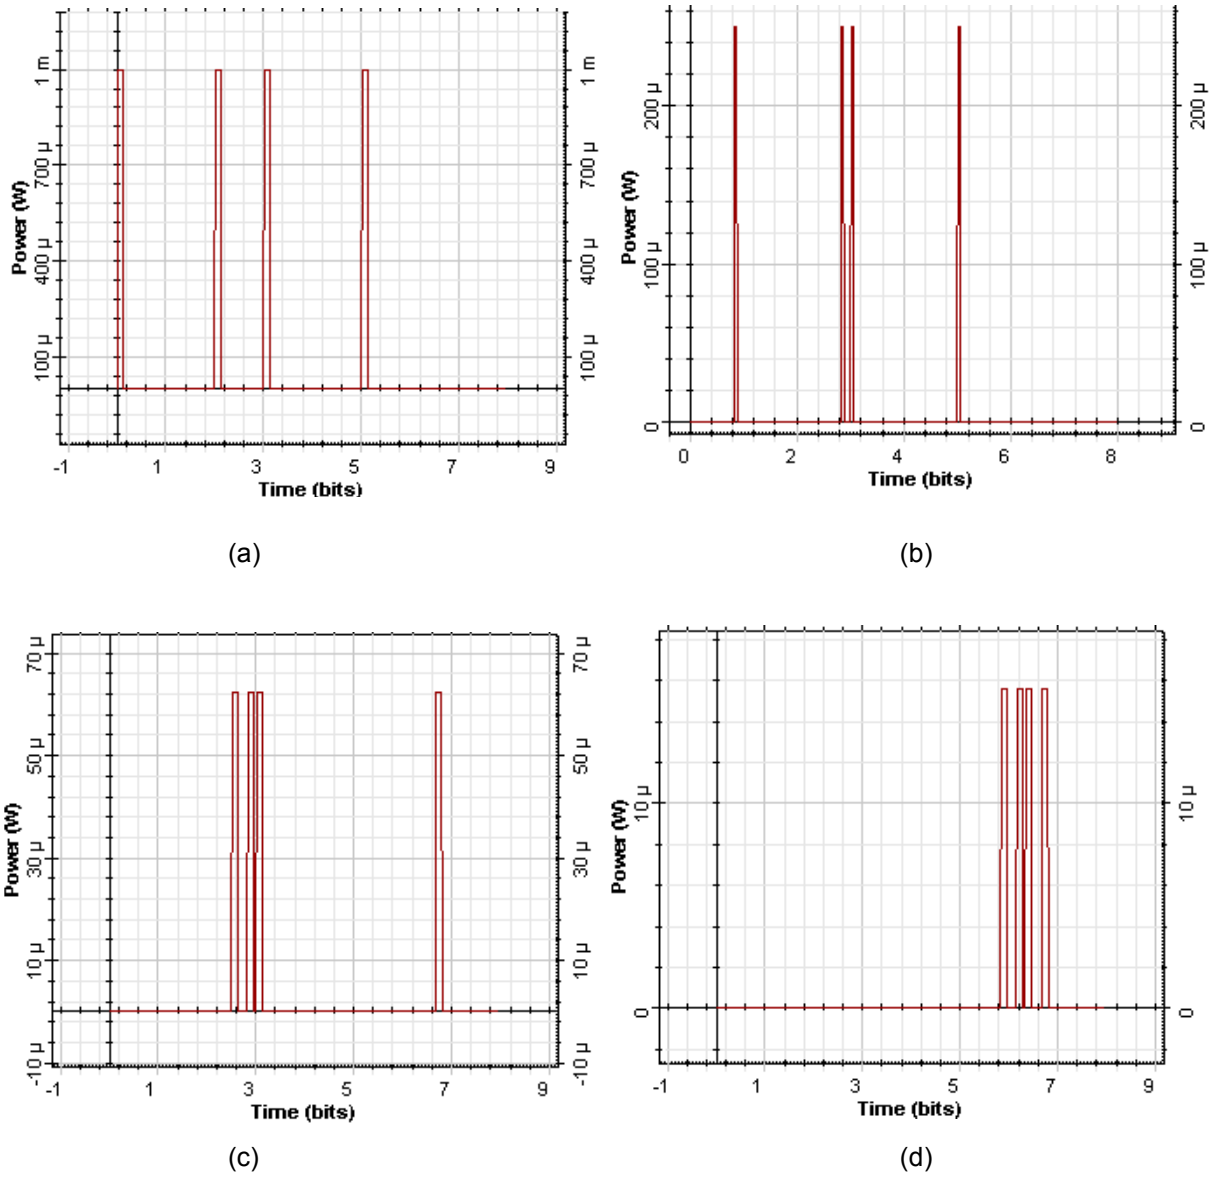 1 m
700 µ
400 µ
100 µ
Power (W)
1 m
700 µ
400 µ
100 µ
-1 1 3 5 7 9
Time (bits)
(a)
200 µ
100 µ
0
Power (W)
200 µ
100 µ
0
0 2 4 6 8
Time (bits)
(b)
70 µ
50 µ
30 µ
10 µ
-10 µ
Power (W)
70 µ
50 µ
30 µ
10 µ
-10 µ
-1 1 3 5 7 9
Time (bits)
(c)
10 µ
0
Power (W)
10 µ
0
-1 1 3 5 7 9
Time (bits)
(d)